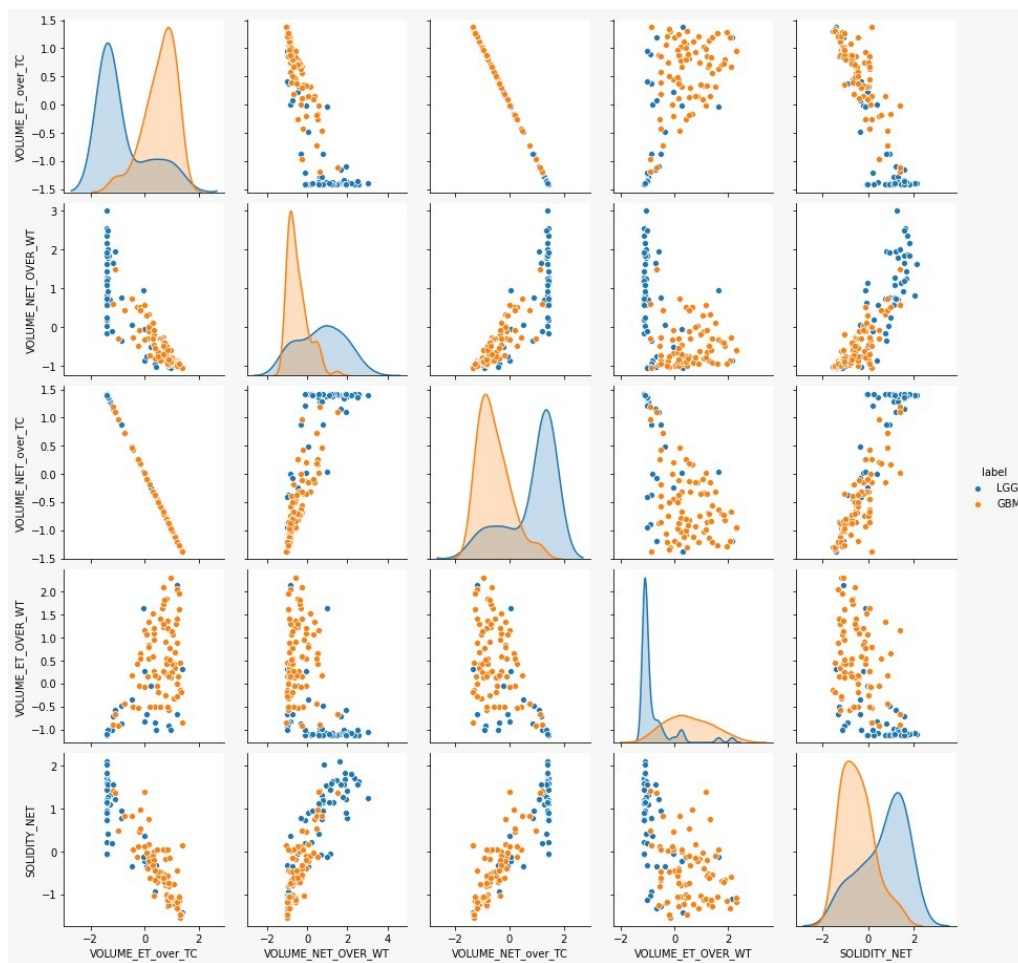 1.5
1.0
0.5
0.0
−0.5
−1.0
−1.5
VOLUME_ET_over_TC
3
2
1
0
−1
VOLUME_NET_OVER_WT
1.5
1.0
0.5
0.0
−0.5
−1.0
−1.5
VOLUME_NET_over_TC
label
LGG
GBM
2.0
1.5
1.0
0.5
0.0
−0.5
−1.0
VOLUME_ET_OVER_WT
2
1
0
−1
SOLIDITY_NET
−2 0 2
−2 0 2 4
−2 0 2
−2 0 2
−2 0 2
VOLUME_ET_over_TC VOLUME_NET_OVER_WT VOLUME_NET_over_TC VOLUME_ET_OVER_WT SOLIDITY_NET